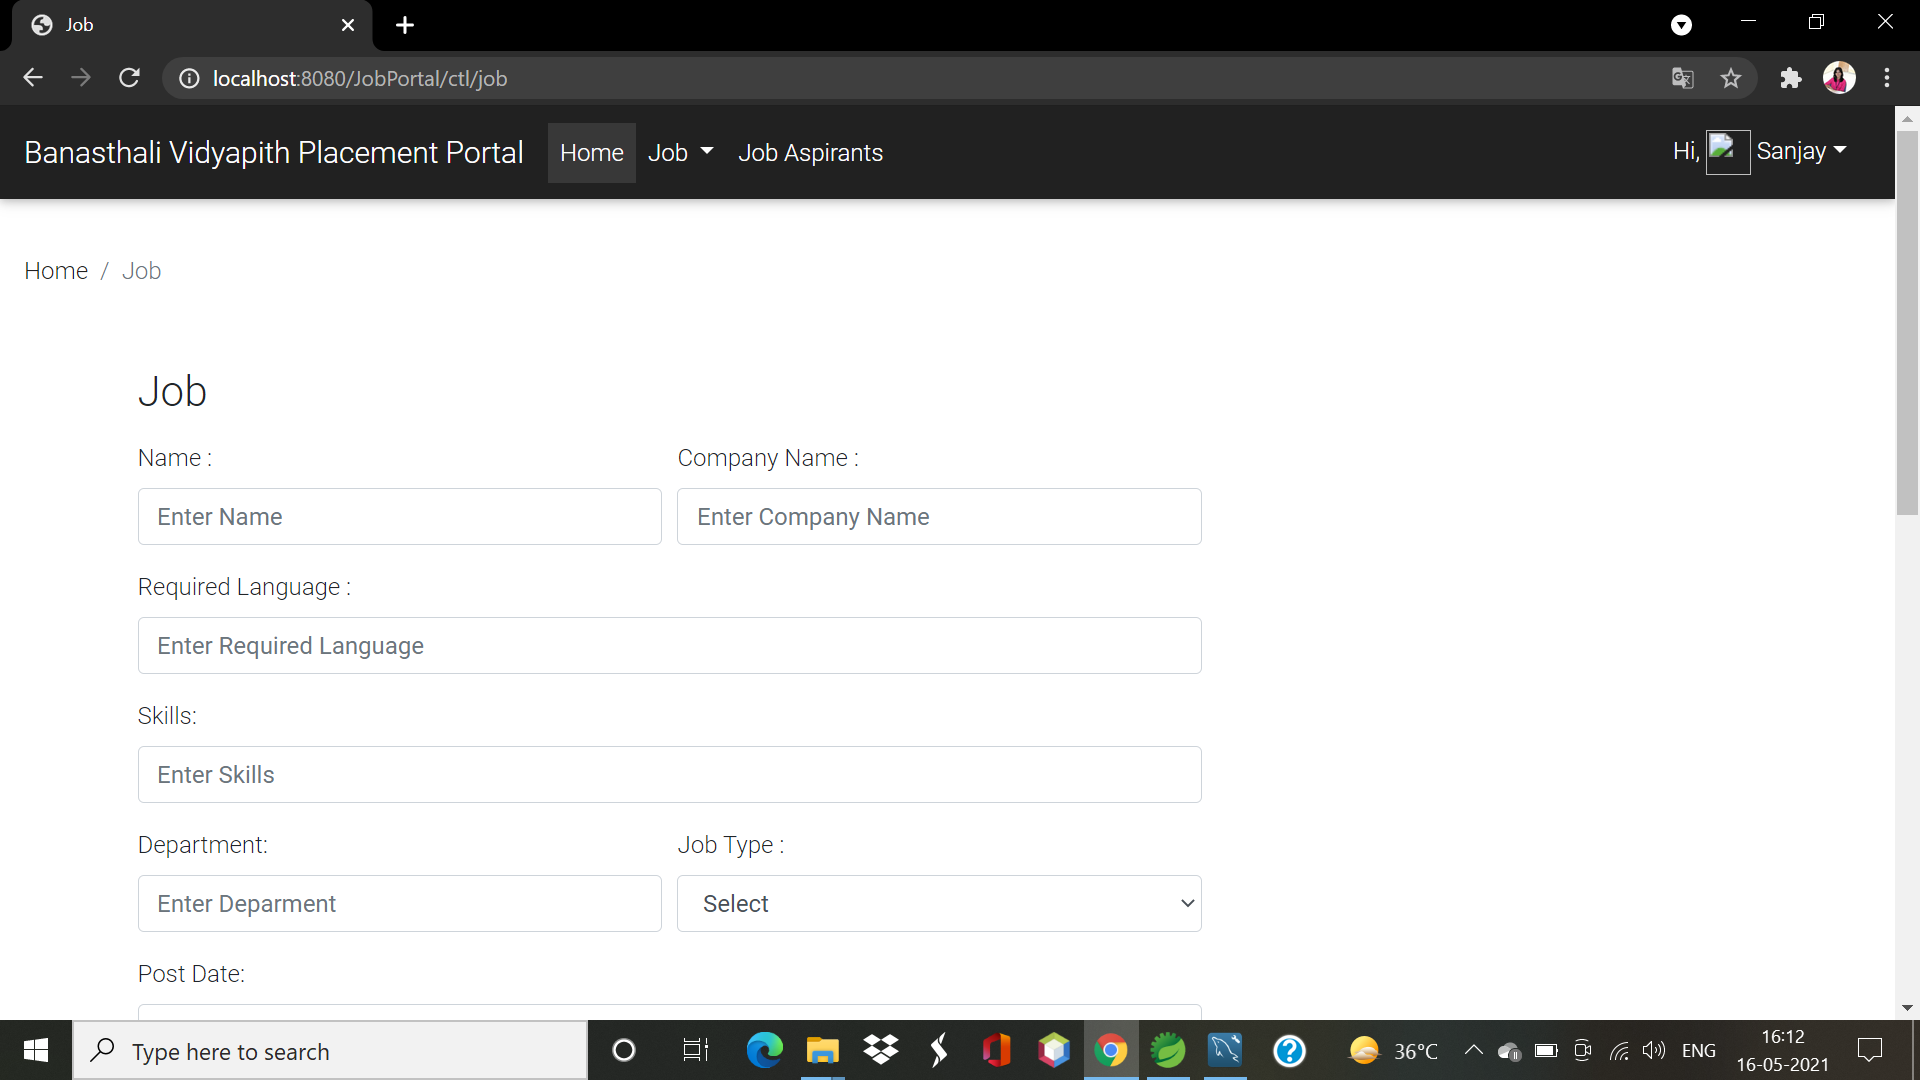 Job
localhost:8080/JobPortal/ctl/job
Banasthali Vidyapith Placement Portal Home Job Job Aspirants Hi, Sanjay
Home / Job
Job
Name : Company Name :
Enter Name Enter Company Name
Required Language :
Enter Required Language
Skills:
Enter Skills
Department: Job Type :
Enter Deparment Select
Post Date:
Type here to search 36°C ENG 16:12
16-05-2021